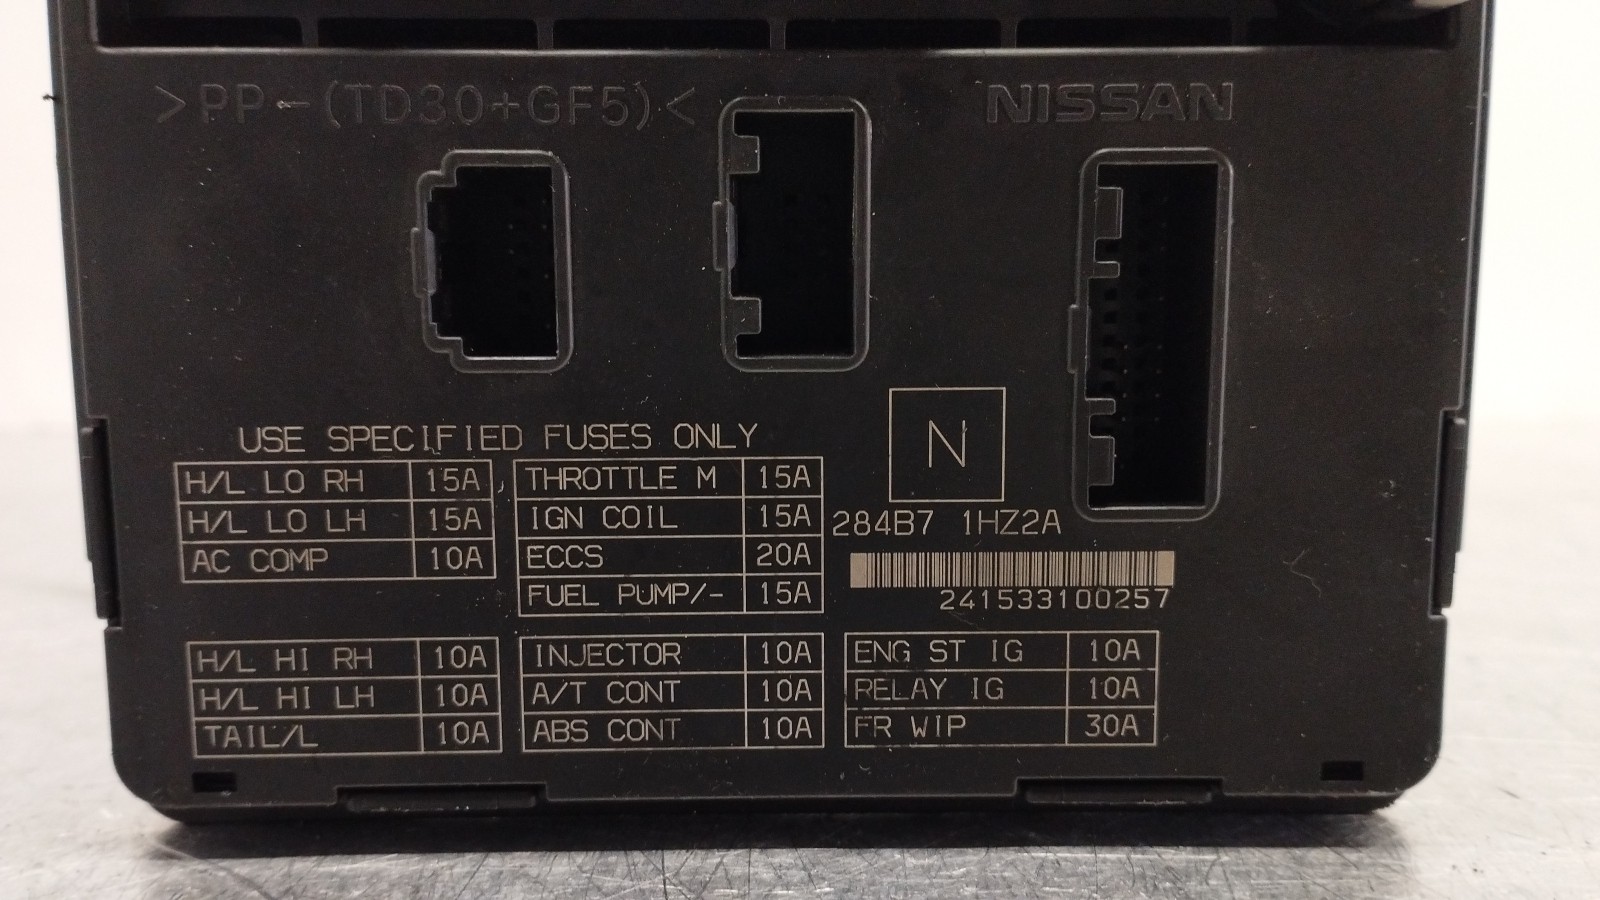 >PP-(TD30+GF5)<
NISSAN
USE SPECIFIED FUSES ONLY
H/L LO RH 15A
H/L LO LH 15A
AC COMP 10A
THROTTLE M 15A
IGN COIL 15A
ECCS 20A
FUEL PUMP/- 15A
N
284B7 1HZ2A
241533100257
H/L HI RH 10A
H/L HI LH 10A
TAIL/L 10A
INJECTOR 10A
A/T CONT 10A
ABS CONT 10A
ENG ST IG 10A
RELAY IG 10A
FR WIP 30A